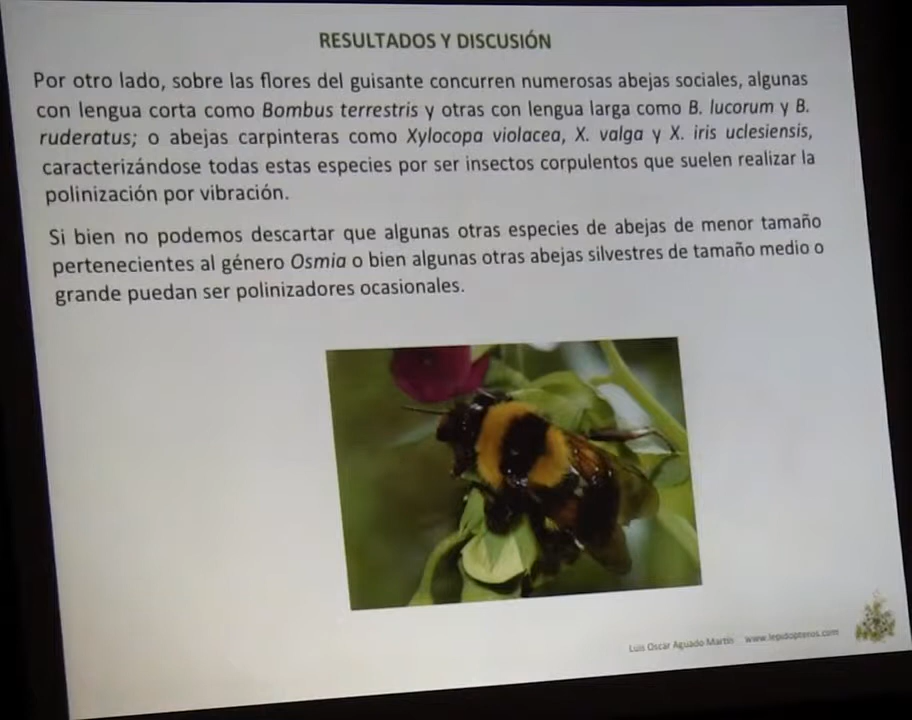 RESULTADOS Y DISCUSIÓN
Por otro lado, sobre las flores del guisante concurren numerosas abejas sociales, algunas
con lengua corta como Bombus terrestris y otras con lengua larga como B. lucorum y B.
ruderatus; o abejas carpinteras como Xylocopa violacea, X. valga y X. iris uclesiensis,
caracterizándose todas estas especies por ser insectos corpulentos que suelen realizar la
polinización por vibración.
Si bien no podemos descartar que algunas otras especies de abejas de menor tamaño
pertenecientes al género Osmia o bien algunas otras abejas silvestres de tamaño medio o
grande puedan ser polinizadores ocasionales.
Luis Oscar Aguado Martín www.lepidopteros.com